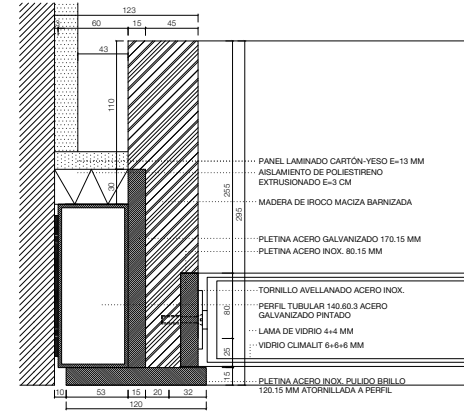 123
60
15
45
43
110
30
255
295
80
25
15
PANEL LAMINADO CARTÓN-YESO E=13 MM
AISLAMIENTO DE POLIESTIRENO
EXTRUSIONADO E=3 CM
MADERA DE IROCO MACIZA BARNIZADA
PLETINA ACERO GALVANIZADO 170.15 MM
PLETINA ACERO INOX. 80.15 MM
TORNILLO AVELLANADO ACERO INOX.
PERFIL TUBULAR 140.60.3 ACERO
GALVANIZADO PINTADO
LAMA DE VIDRIO 4+4 MM
VIDRIO CLIMALIT 6+6+6 MM
PLETINA ACERO INOX. PULIDO BRILLO
120.15 MM ATORNILLADA A PERFIL
10
53
15
20
32
120